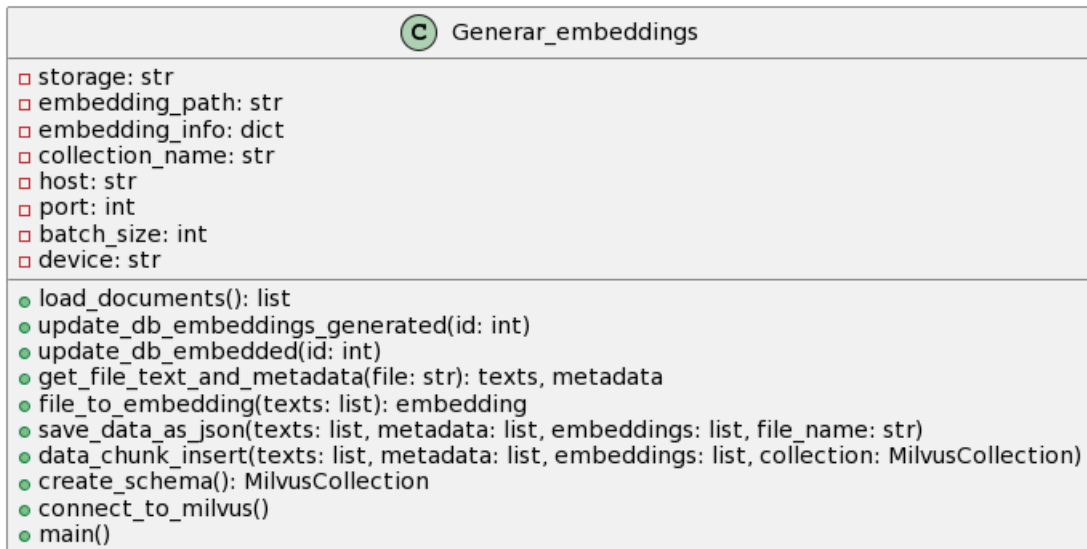 C Generar_embeddings
storage: str
embedding_path: str
embedding_info: dict
collection_name: str
host: str
port: int
batch_size: int
device: str
load_documents(): list
update_db_embeddings_generated(id: int)
update_db_embedded(id: int)
get_file_text_and_metadata(file: str): texts, metadata
file_to_embedding(texts: list): embedding
save_data_as_json(texts: list, metadata: list, embeddings: list, file_name: str)
data_chunk_insert(texts: list, metadata: list, embeddings: list, collection: MilvusCollection)
create_schema(): MilvusCollection
connect_to_milvus()
main()